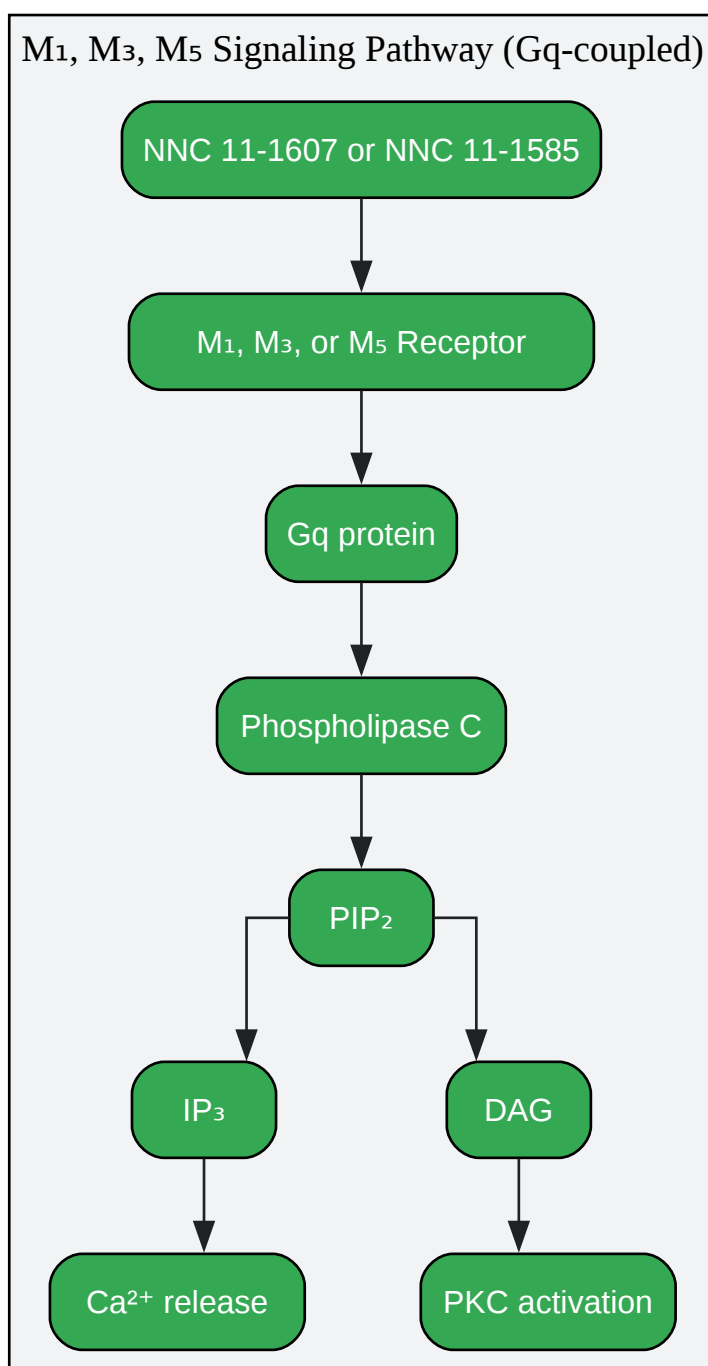 M₁, M₃, M₅ Signaling Pathway (Gq-coupled)
NNC 11-1607 or NNC 11-1585
M₁, M₃, or M₅ Receptor
Gq protein
Phospholipase C
PIP₂
IP₃
DAG
Ca²⁺ release
PKC activation